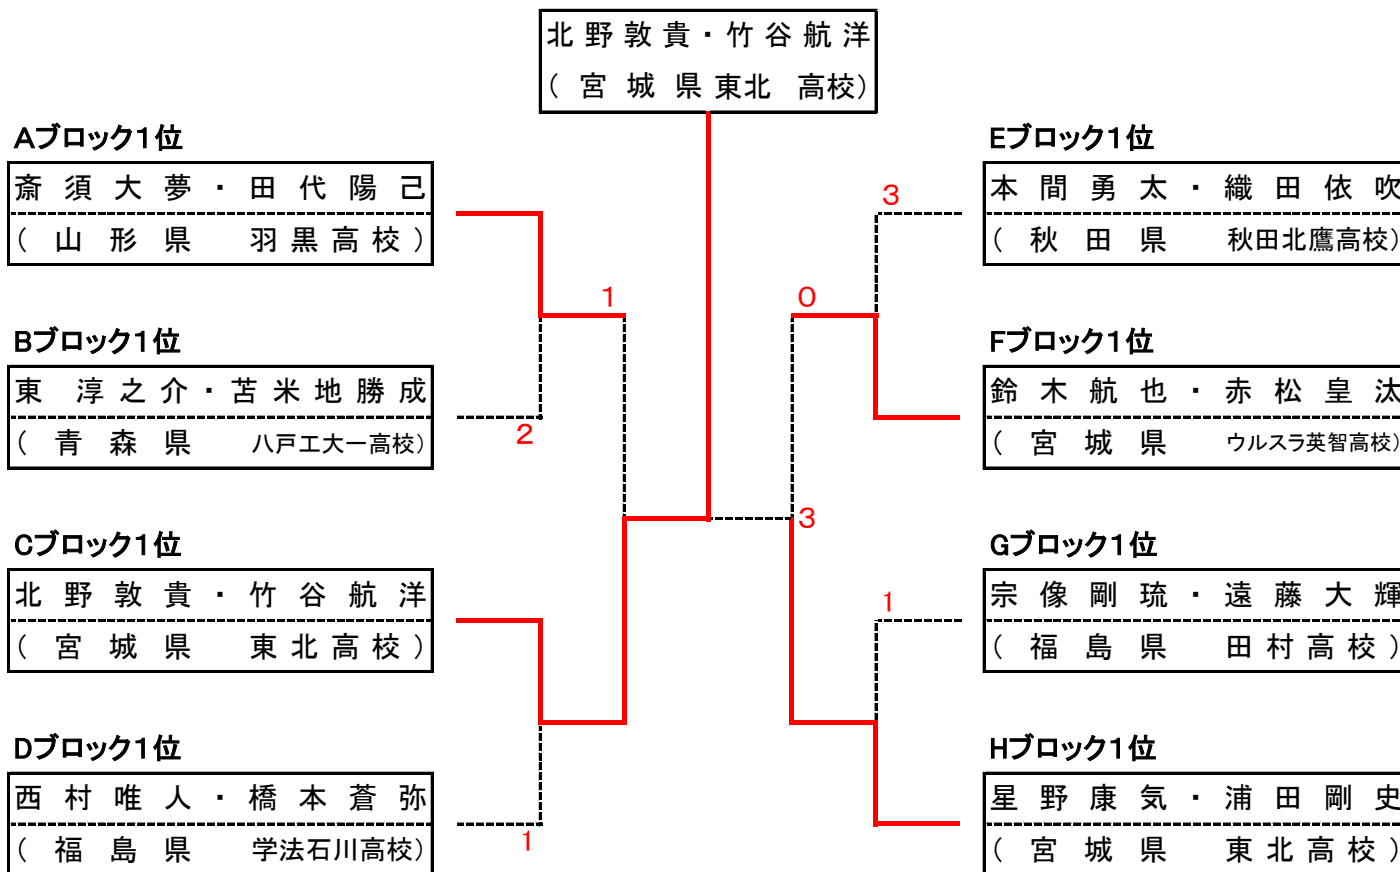 北野敦貴・竹谷航洋
(宮城県東北 高校)
Aブロック1位
斎須大夢・田代陽己
(山形県 羽黒高校)
Bブロック1位
東 淳之介・苫米地勝成
(青森県 八戸工大一高校)
Cブロック1位
北野敦貴・竹谷航洋
(宮城県 東北高校)
Dブロック1位
西村唯人・橋本蒼弥
(福島県 学法石川高校)
1
2
1
Eブロック1位
本間勇太・織田依吹
(秋田県 秋田北鷹高校)
Fブロック1位
鈴木航也・赤松皇汰
(宮城県 ウルスラ英智高校)
Gブロック1位
宗像剛琉・遠藤大輝
(福島県 田村高校)
Hブロック1位
星野康気・浦田剛史
(宮城県 東北高校)
3
0
3
1